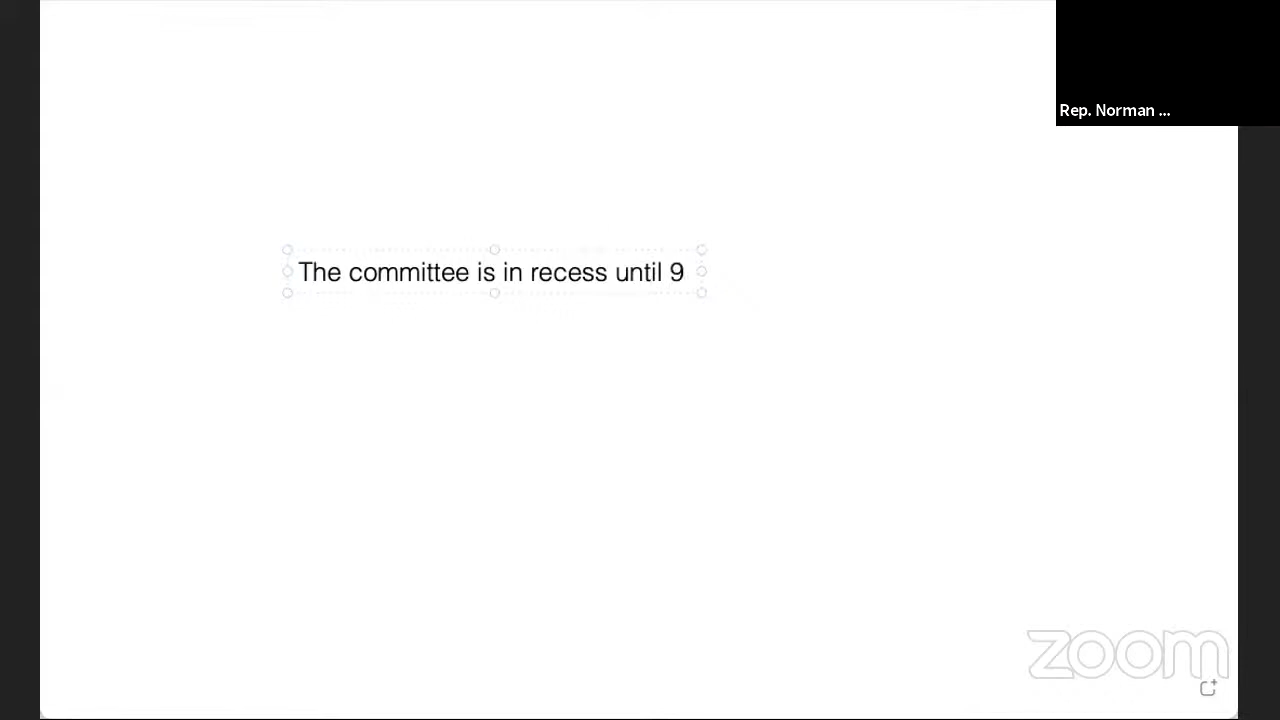 Rep. Norman ...
The committee is in recess until 9
zoom